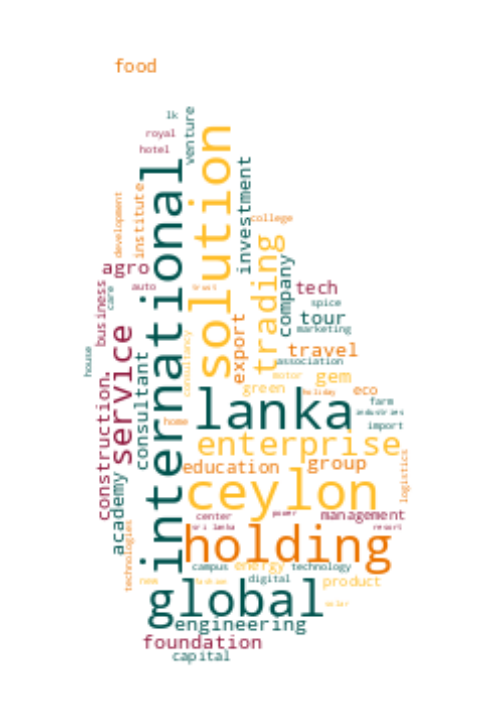 food
lk
venture
royal
hotel
international
solution
investment
institute
development
college
trading
company
agro
business
care
auto
trust
tech
spice
tour
marketing
export
travel
association
house
service
consultant
consultancy
construction
motor
gem
green
holiday
eco
farm
industries
import
lanka
home
enterprise
education
group
logistics
academy
ceylon
center
power
management
sri lanka
resort
technologies
holding
campus
energy
technology
new
fashion
digital
product
global
solar
engineering
foundation
capital